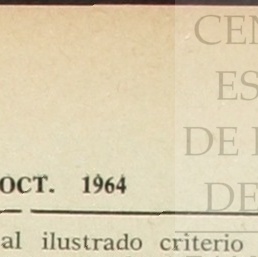 CEN
ES
DE
DE
OCT. 1964
al ilustrado criterio